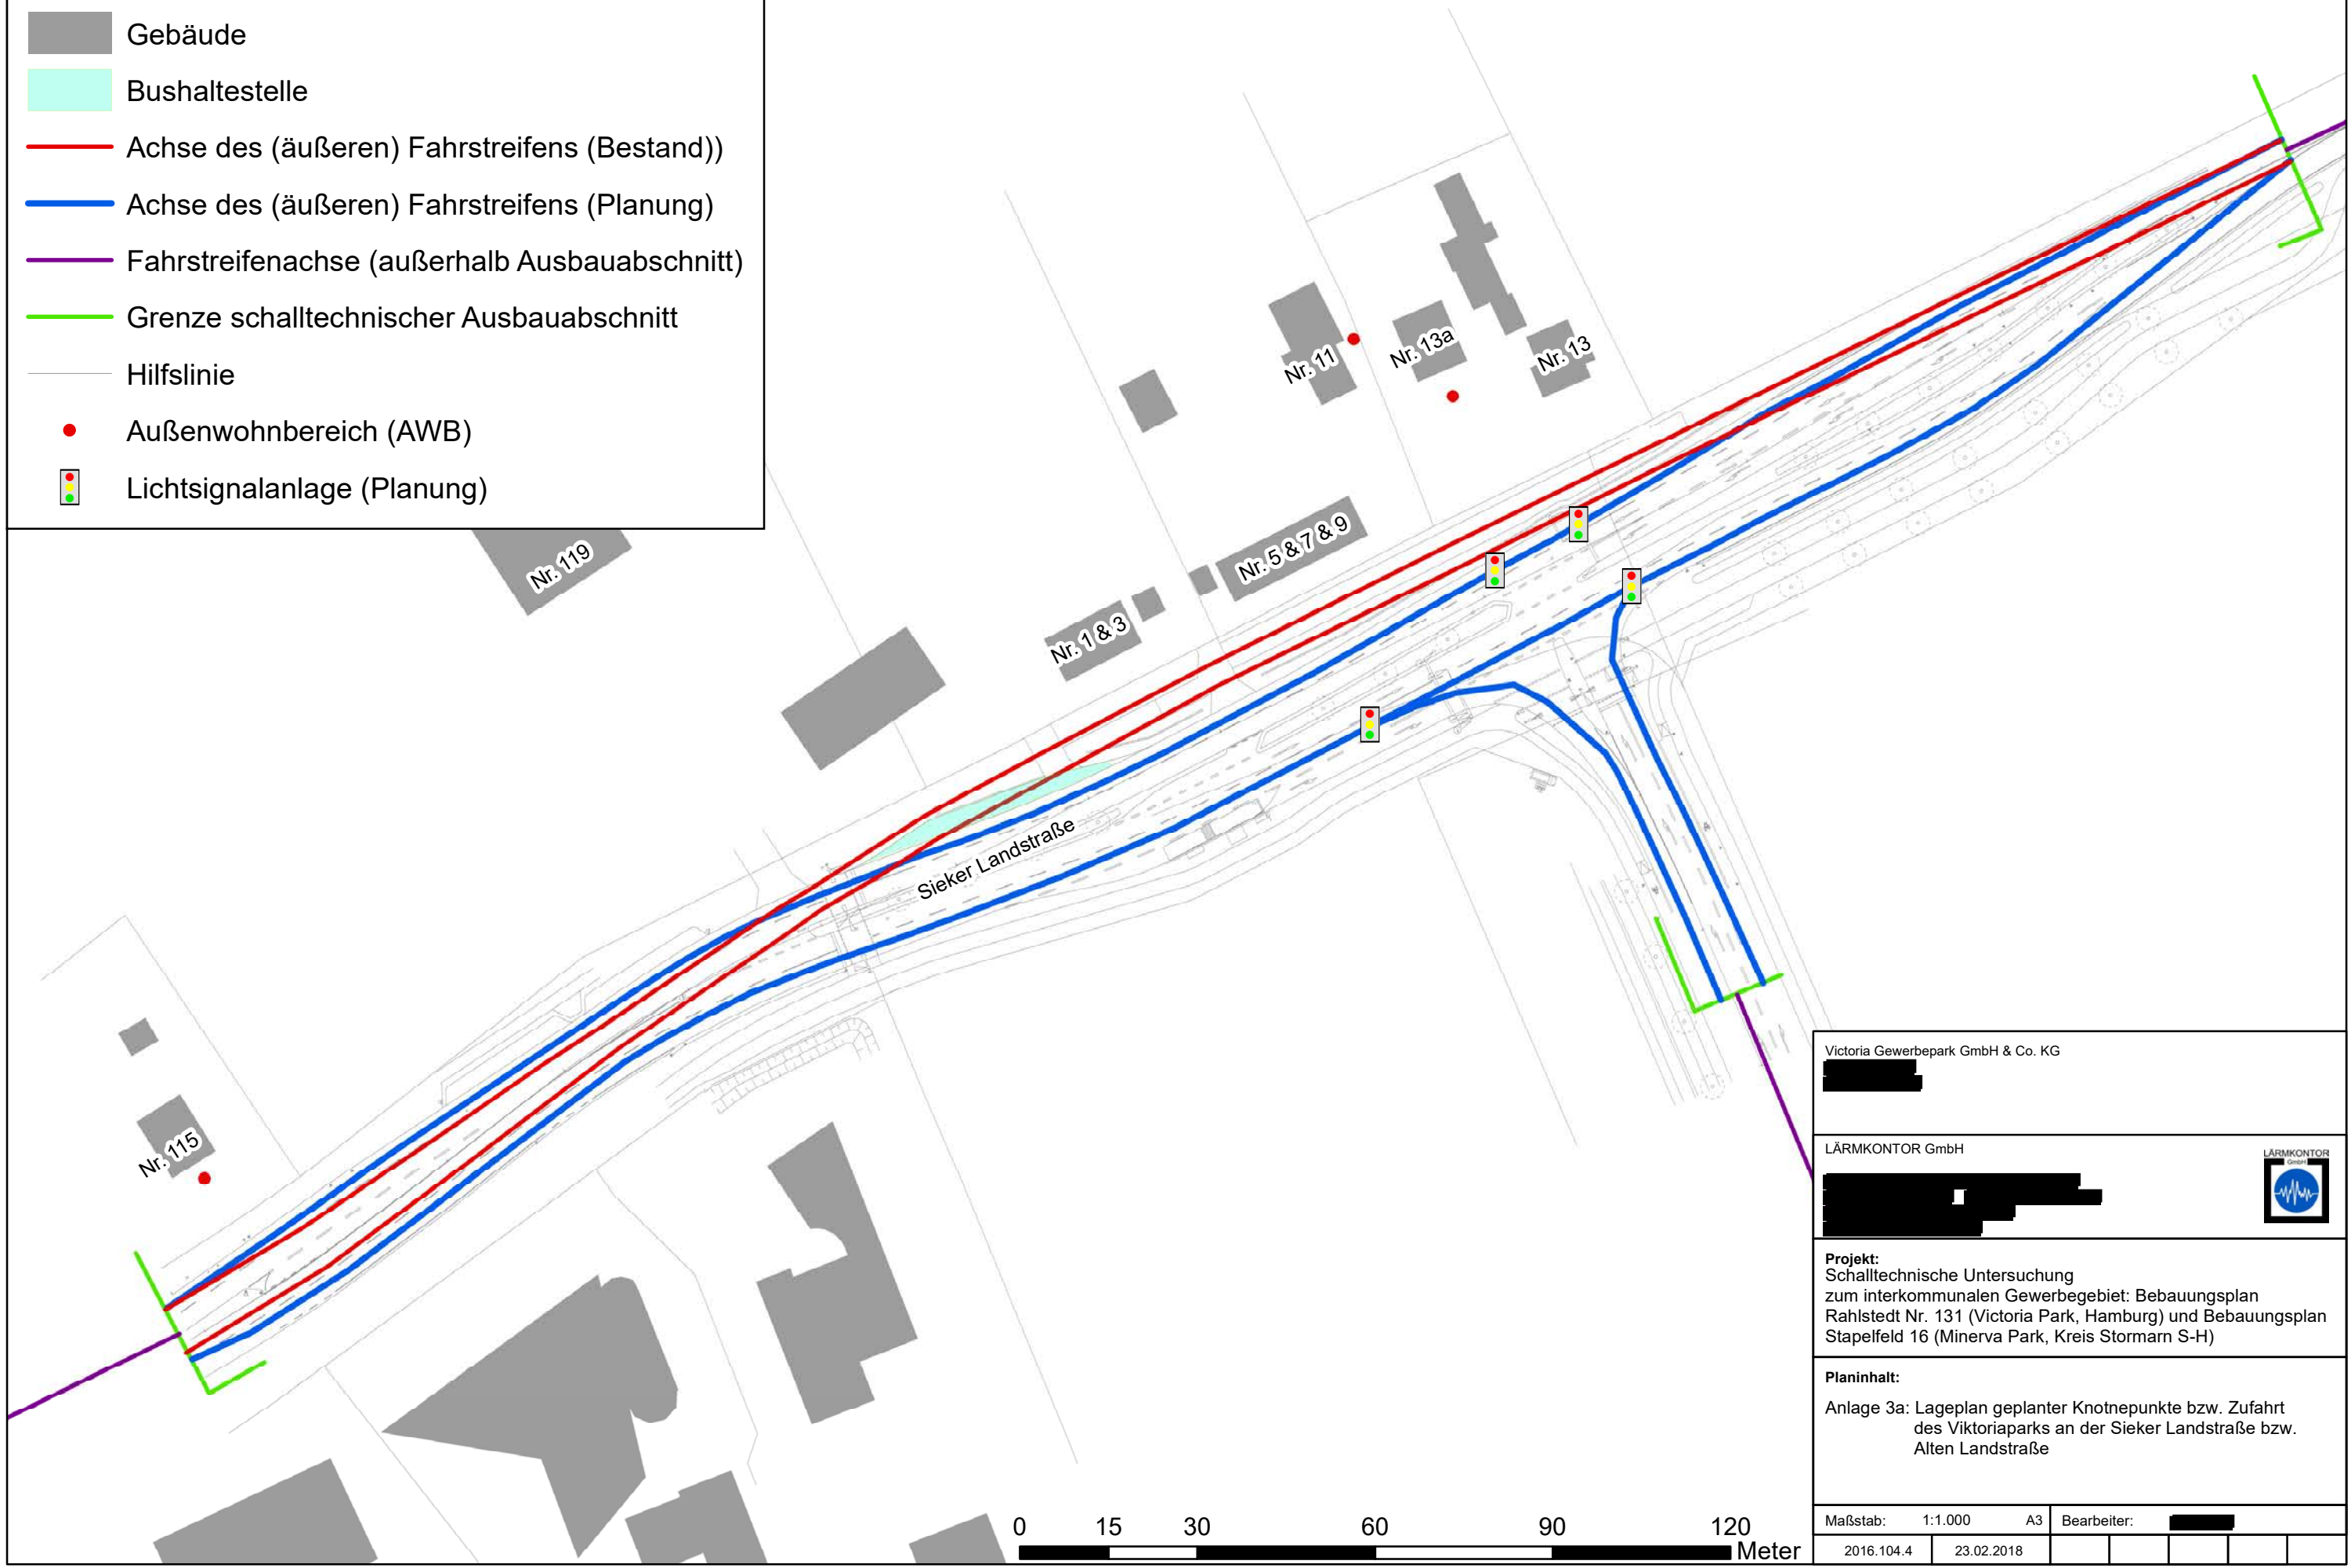 Gebäude
Bushaltestelle
Achse des (äußeren) Fahrstreifens (Bestand))
Achse des (äußeren) Fahrstreifens (Planung)
Fahrstreifenachse (außerhalb Ausbauabschnitt)
Grenze schalltechnischer Ausbauabschnitt
Hilfslinie
Außenwohnbereich (AWB)
Lichtsignalanlage (Planung)
Nr. 11
Nr. 13a
Nr. 13
Nr. 119
Nr. 5 & 7 & 9
Nr. 1 & 3
Sieker Landstraße
Nr. 115
Victoria Gewerbepark GmbH & Co. KG
LÄRMKONTOR GmbH
LÄRMKONTOR
GmbH
Projekt:
Schalltechnische Untersuchung
zum interkommunalen Gewerbegebiet: Bebauungsplan
Rahlstedt Nr. 131 (Victoria Park, Hamburg) und Bebauungsplan
Stapelfeld 16 (Minerva Park, Kreis Stormarn S-H)
Planinhalt:
Anlage 3a: Lageplan geplanter Knotnepunkte bzw. Zufahrt
des Viktoriaparks an der Sieker Landstraße bzw.
Alten Landstraße
Maßstab: 1:1.000 A3 Bearbeiter:
2016.104.4 23.02.2018
0 15 30 60 90 120
Meter